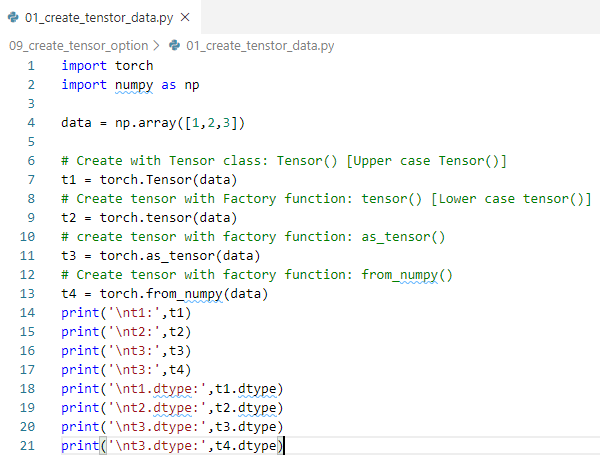 01_create_tenstor_data.py ×
09_create_tensor_option > 01_create_tenstor_data.py
1 import torch
2 import numpy as np
3
4 data = np.array([1,2,3])
5
6 # Create with Tensor class: Tensor() [Upper case Tensor()]
7 t1 = torch.Tensor(data)
8 # Create tensor with Factory function: tensor() [Lower case tensor()]
9 t2 = torch.tensor(data)
10 # create tensor with factory function: as_tensor()
11 t3 = torch.as_tensor(data)
12 # Create tensor with factory function: from_numpy()
13 t4 = torch.from_numpy(data)
14 print('\nt1:',t1)
15 print('\nt2:',t2)
16 print('\nt3:',t3)
17 print('\nt3:',t4)
18 print('\nt1.dtype:',t1.dtype)
19 print('\nt2.dtype:',t2.dtype)
20 print('\nt3.dtype:',t3.dtype)
21 print('\nt3.dtype:',t4.dtype)